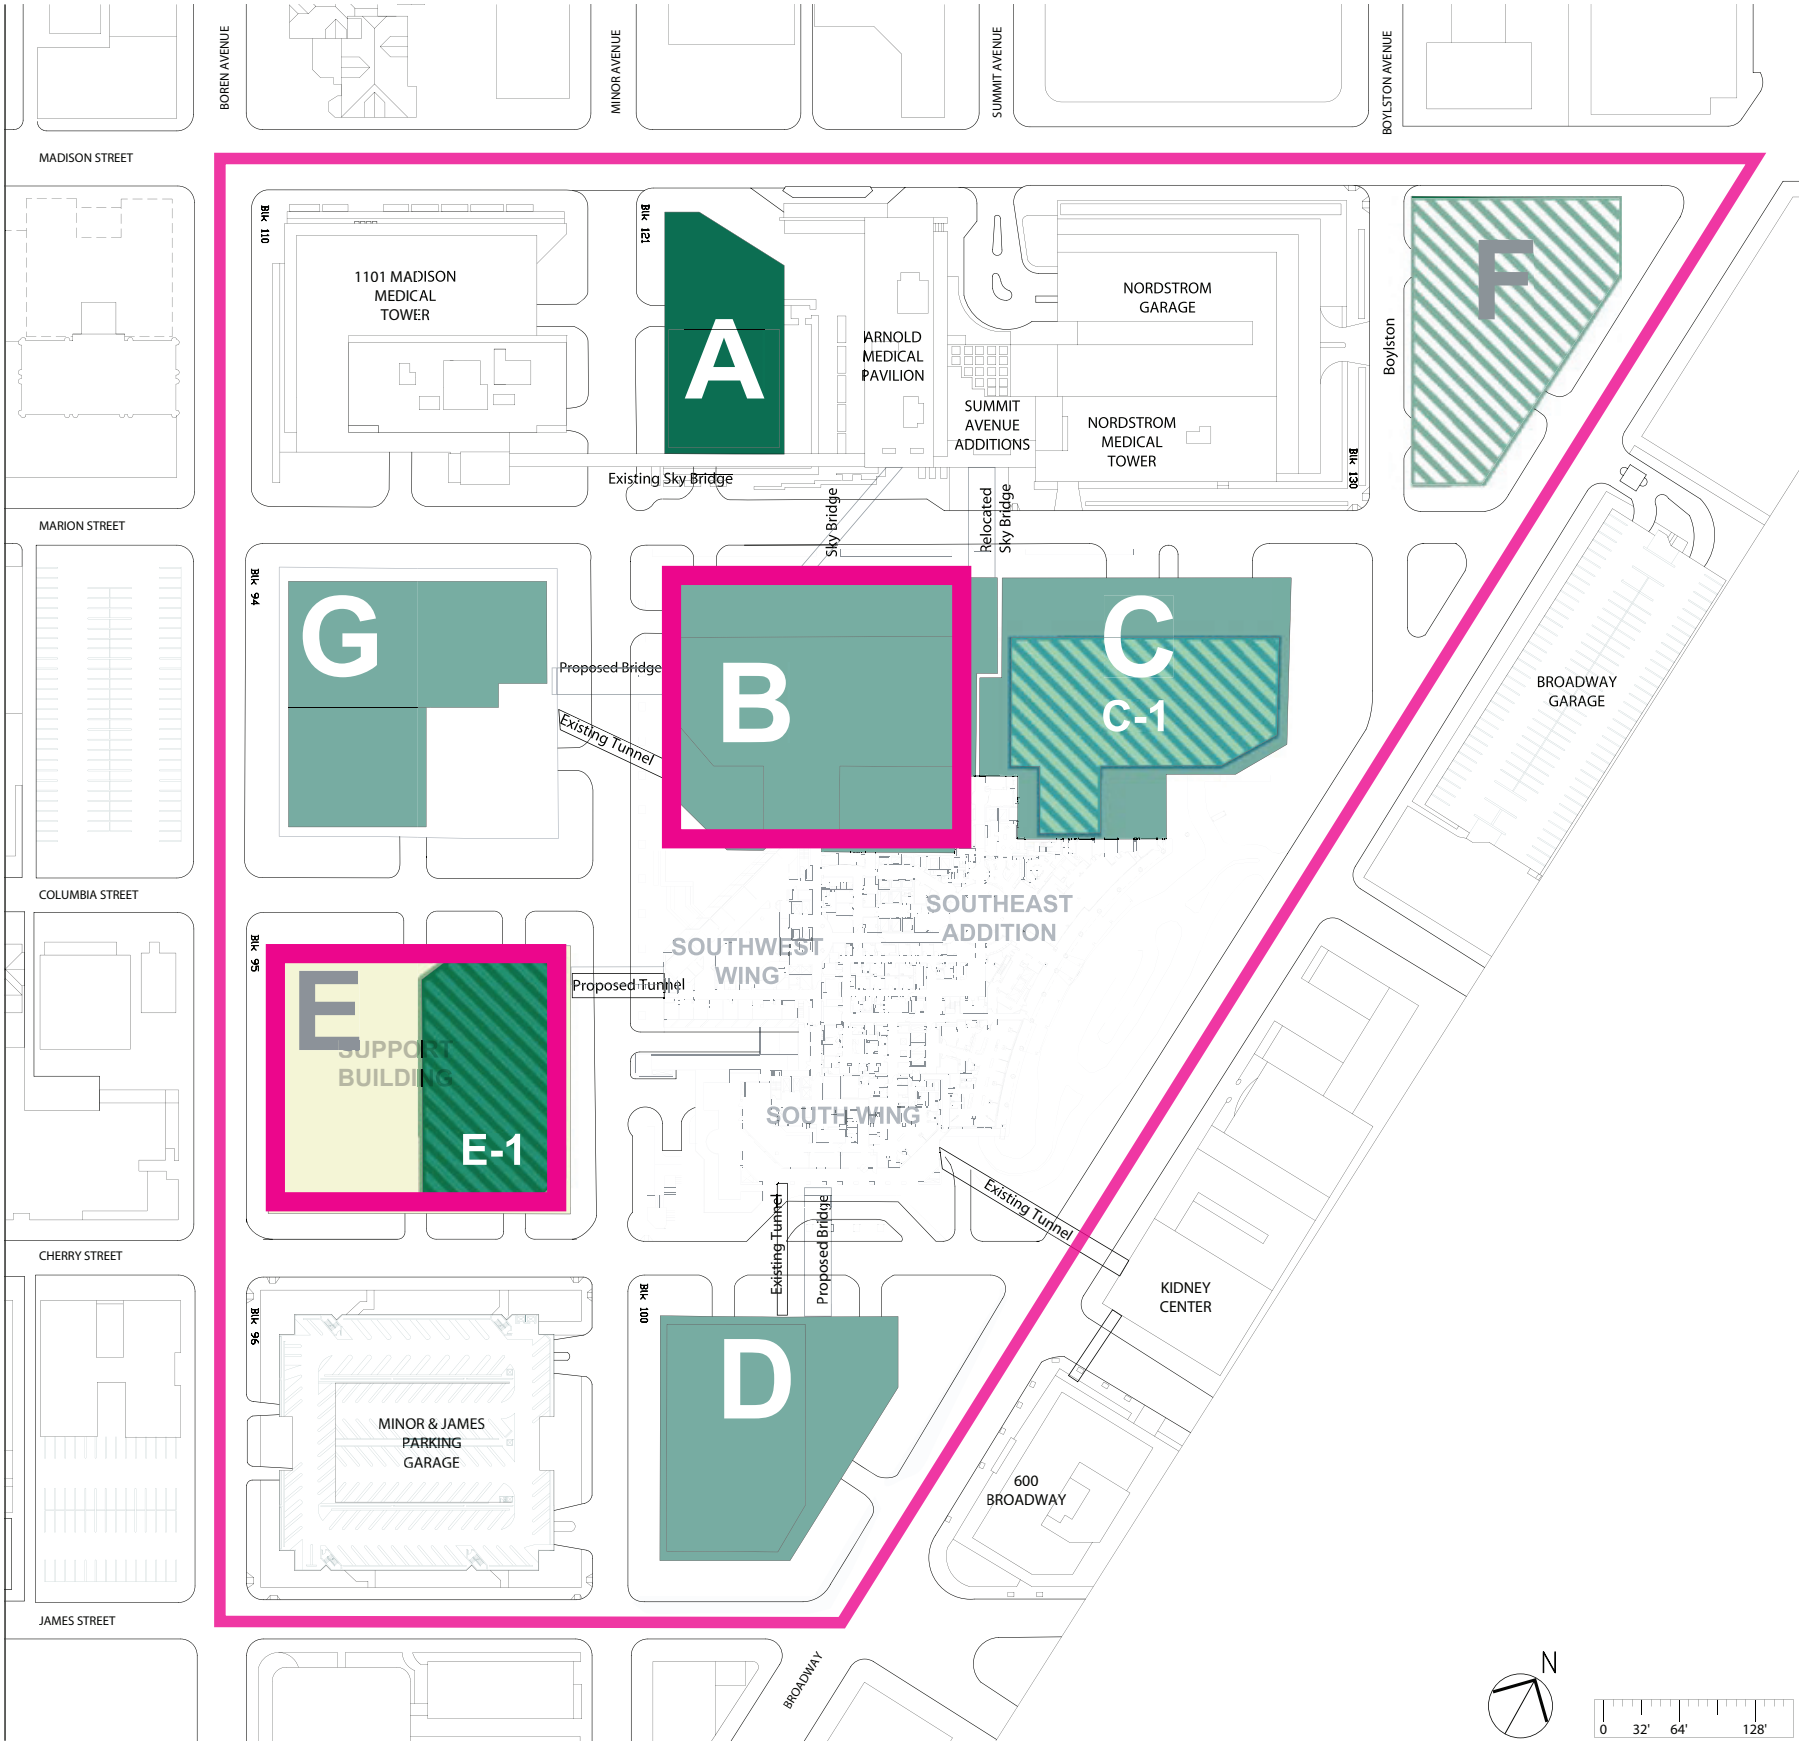 BOREN AVENUE
MINOR AVENUE
SUMMIT AVENUE
BOYLSTON AVENUE
MADISON STREET
Blk 110
Blk 121
1101 MADISON
MEDICAL
TOWER
A
ARNOLD
MEDICAL
PAVILION
SUMMIT
AVENUE
ADDITIONS
NORDSTROM
GARAGE
NORDSTROM
MEDICAL
TOWER
Blk 130
Boylston
F
Existing Sky Bridge
Sky Bridge
Relocated
Sky Bridge
MARION STREET
Blk 94
G
Proposed Bridge
Existing Tunnel
B
C
C-1
BROADWAY
GARAGE
COLUMBIA STREET
Blk 95
E
SUPPORT
BUILDING
E-1
Proposed Tunnel
SOUTHWEST
WING
SOUTHEAST
ADDITION
SOUTH WING
Existing Tunnel
Proposed Bridge
Existing Tunnel
CHERRY STREET
KIDNEY
CENTER
Blk 96
MINOR & JAMES
PARKING
GARAGE
Blk 100
D
600
BROADWAY
JAMES STREET
BROADWAY
N
0 32' 64' 128'